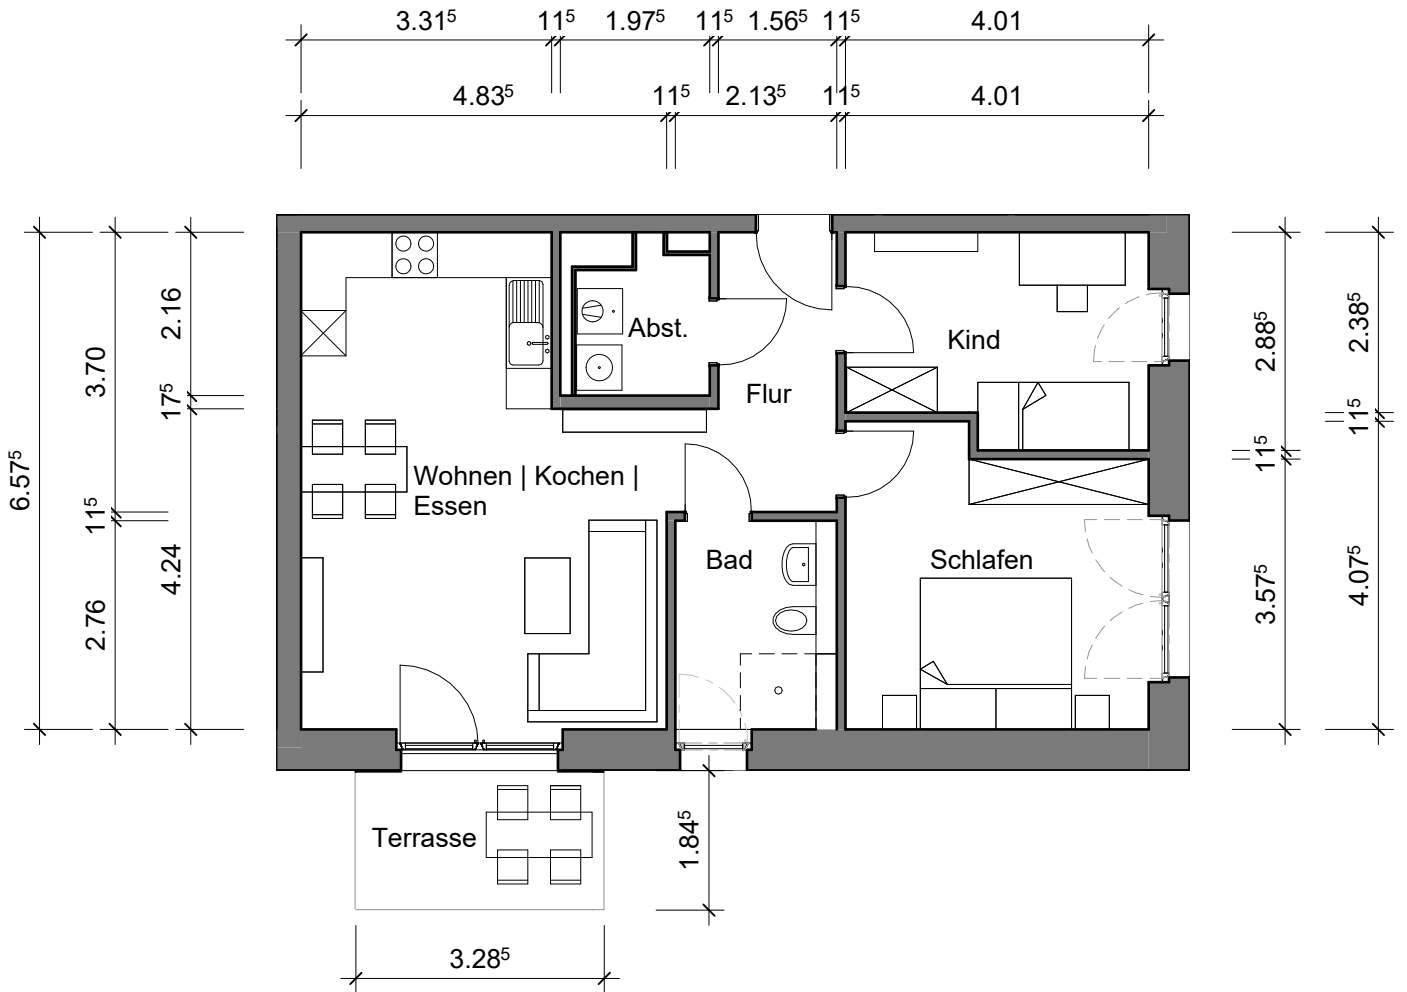 3.31⁵ 11⁵ 1.97⁵ 11⁵ 1.56⁵ 11⁵ 4.01
4.83⁵ 11⁵ 2.13⁵ 11⁵ 4.01
6.57⁵
3.70
11⁵
2.76
2.16
17⁵
4.24
Abst.
Kind
Flur
Wohnen | Kochen |
Essen
Bad
Schlafen
2.88⁵
11⁵
3.57⁵
2.38⁵
11⁵
4.07⁵
Terrasse
1.84⁵
3.28⁵